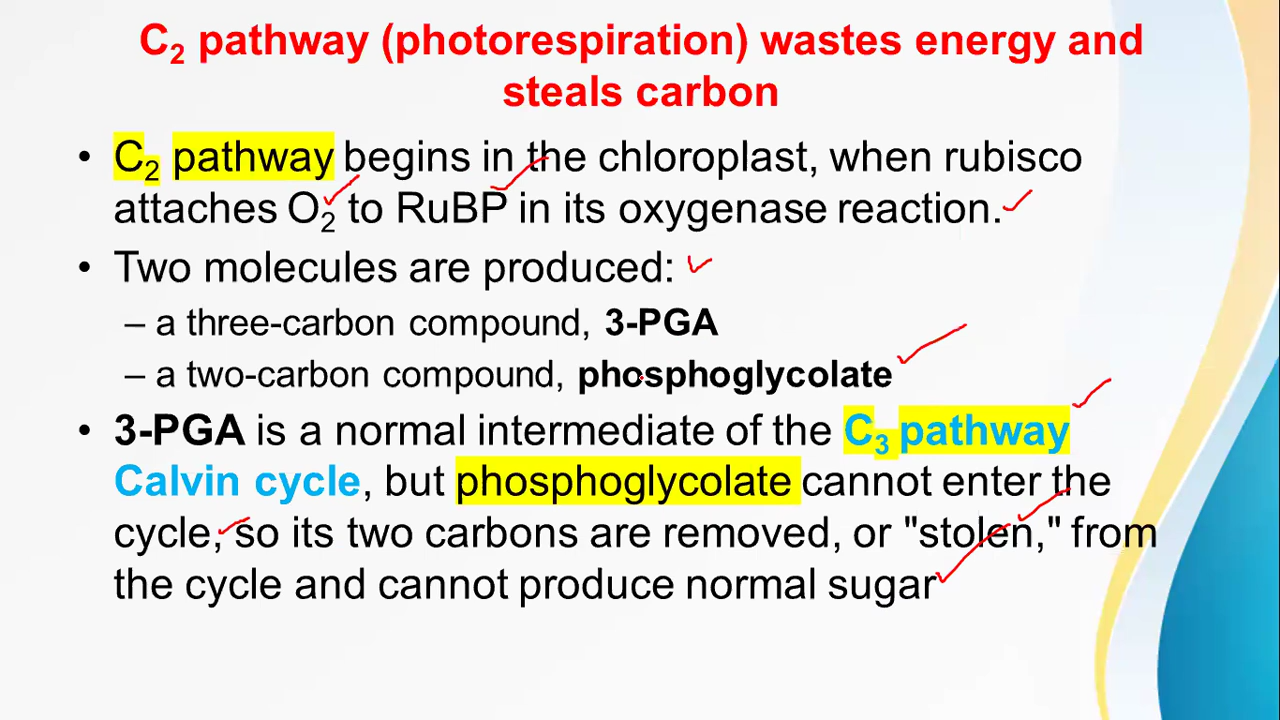 C₂ pathway (photorespiration) wastes energy and
steals carbon
• C₂ pathway begins in the chloroplast, when rubisco
attaches O₂ to RuBP in its oxygenase reaction.
• Two molecules are produced:
– a three-carbon compound, 3-PGA
– a two-carbon compound, phosphoglycolate
• 3-PGA is a normal intermediate of the C₃ pathway
Calvin cycle, but phosphoglycolate cannot enter the
cycle, so its two carbons are removed, or "stolen," from
the cycle and cannot produce normal sugar